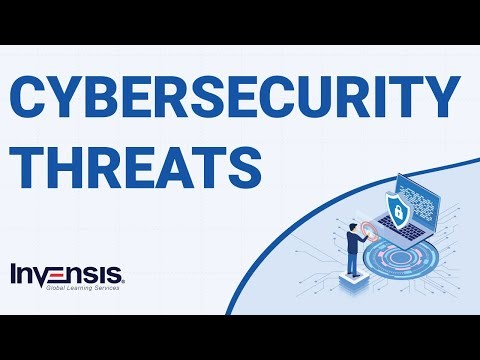 CYBERSECURITY
THREATS
Invensis®
Global Learning Services